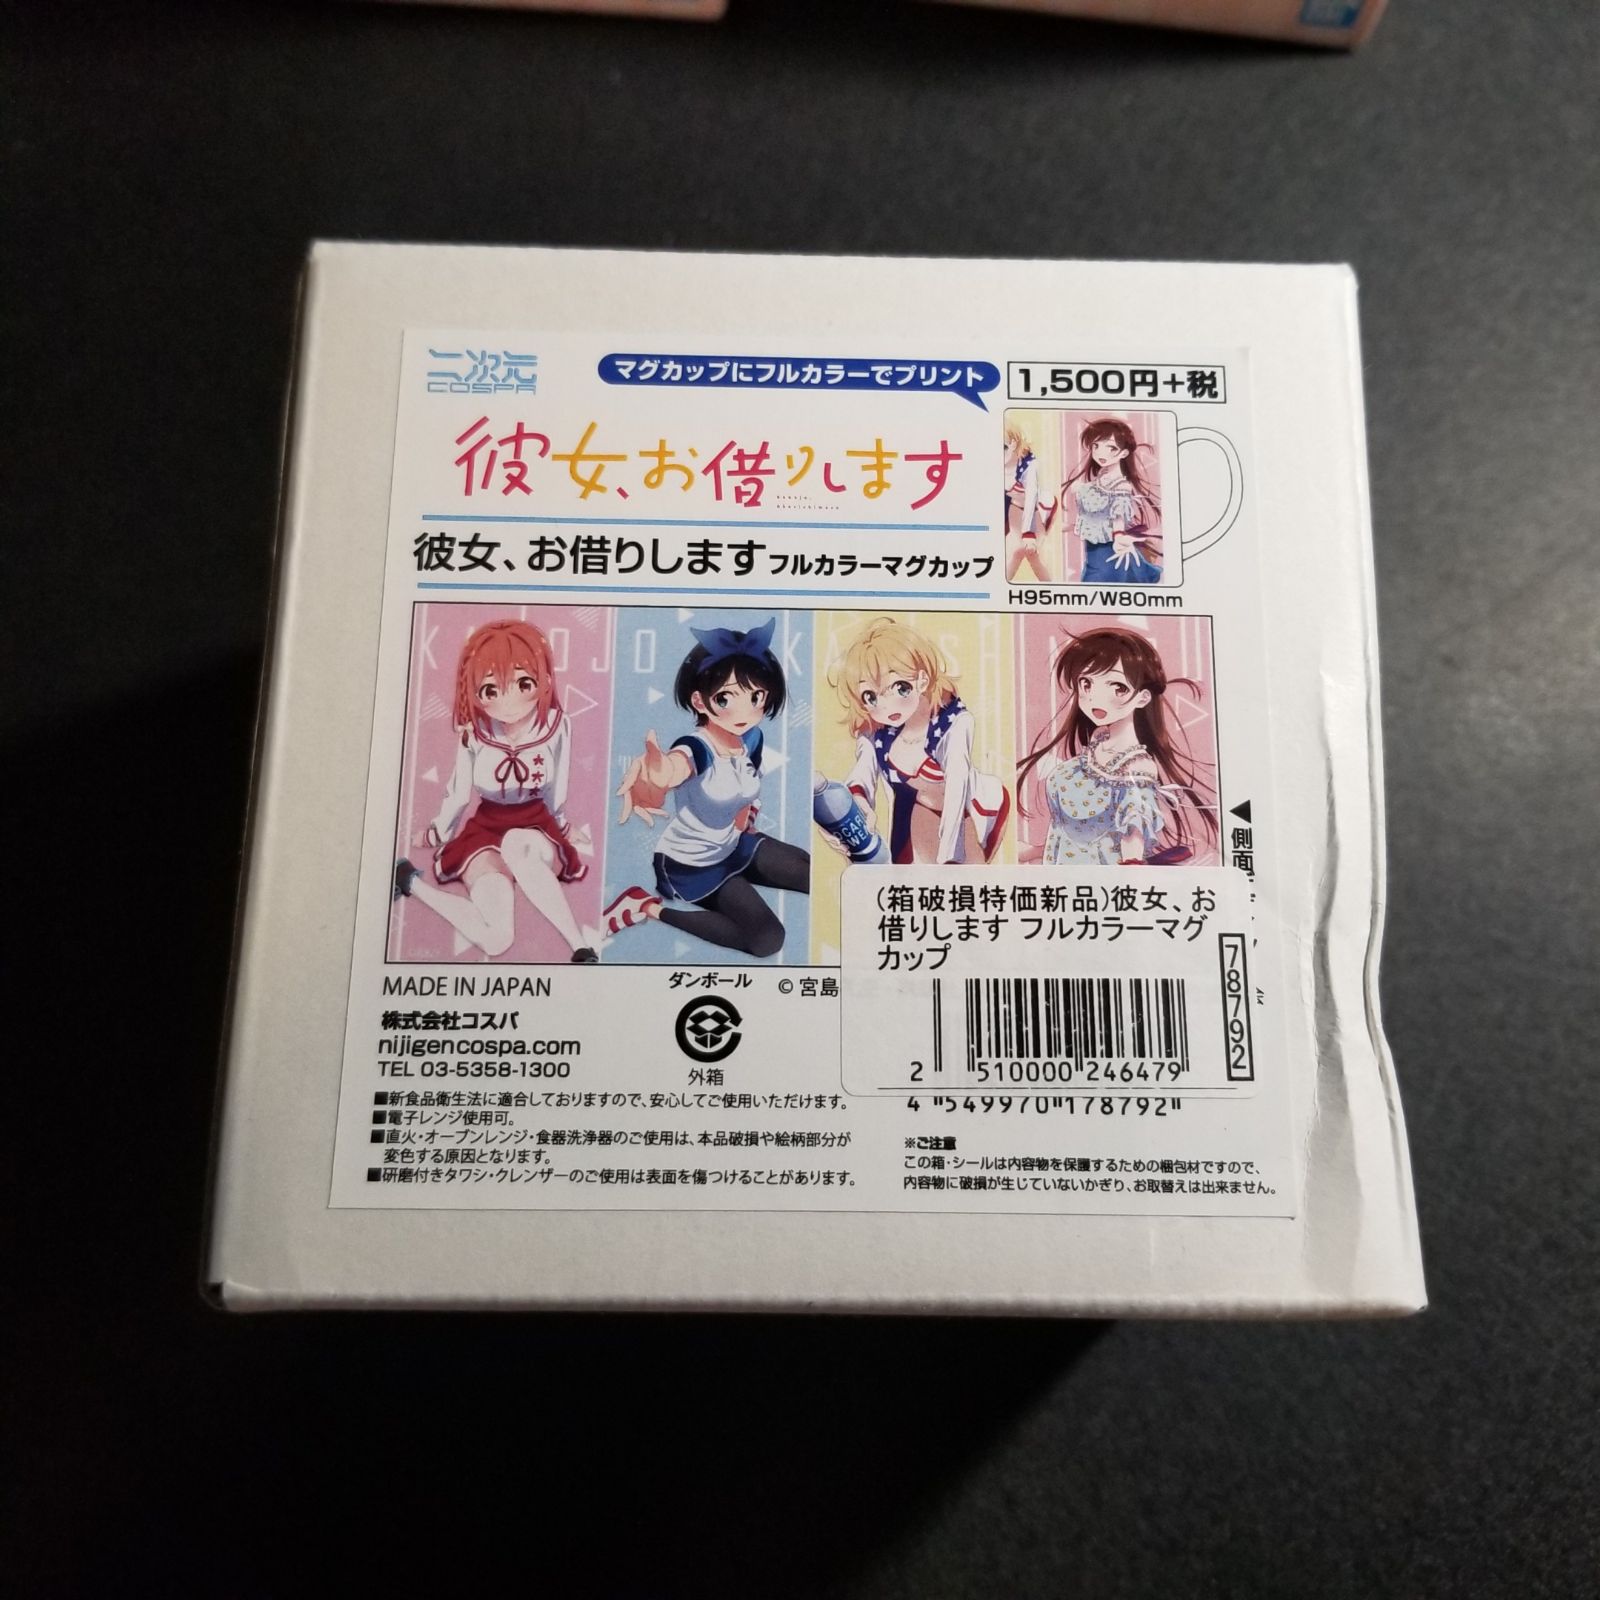 二次元
COSPA
マグカップにフルカラーでプリント
1,500円+税
彼女、お借りします
彼女、お借りしますフルカラーマグカップ
H95mm/W80mm
◀側面
(箱破損特価新品)彼女、お
借りします フルカラーマグ
カップ
78792
2 510000 246479
4 549970 178792
MADE IN JAPAN
株式会社コスパ
nijigencospa.com
TEL 03-5358-1300
ダンボール
外箱
© 宮島
■新食品衛生法に適合しておりますので、安心してご使用いただけます。
■電子レンジ使用可。
■直火・オーブンレンジ・食器洗浄器のご使用は、本品破損や絵柄部分が
変色する原因となります。
■研磨付きタワシ・クレンザーのご使用は表面を傷つけることがあります。
※ご注意
この箱・シールは内容物を保護するための梱包材ですので、
内容物に破損が生じていないかぎり、お取替えは出来ません。